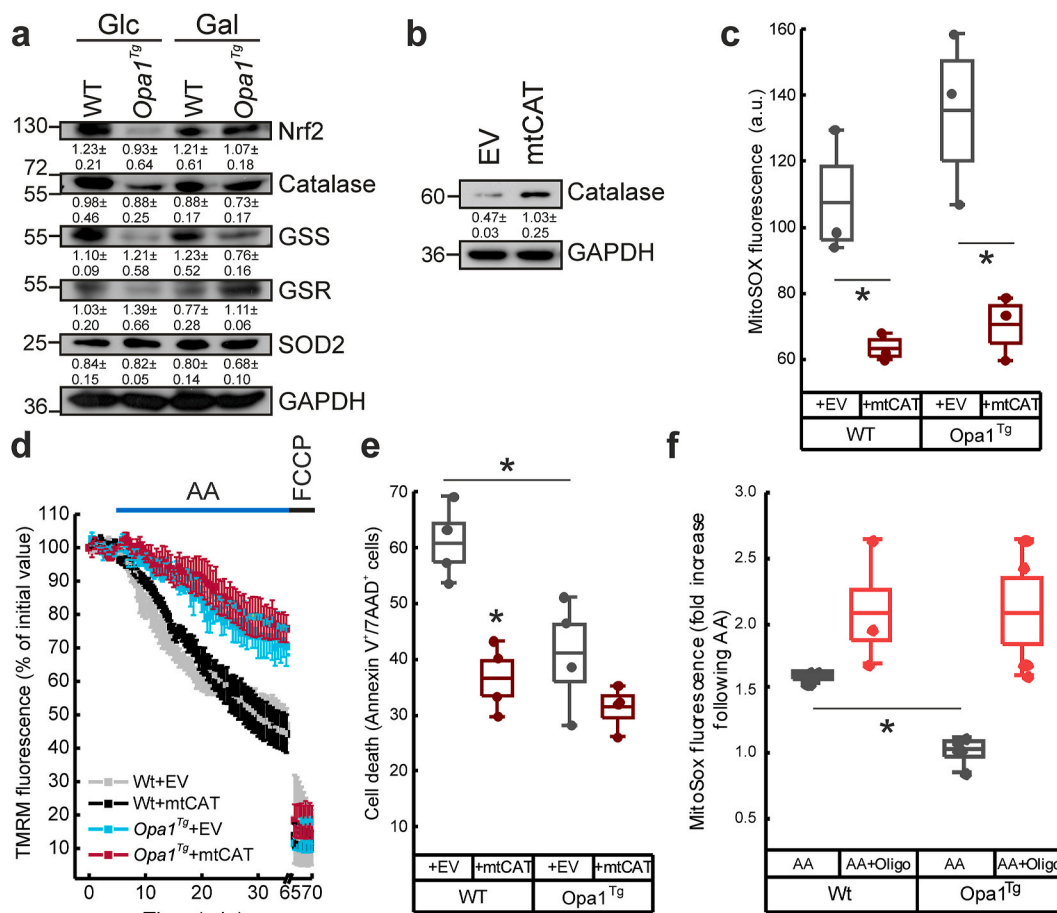 a
Glc Gal
WT Opa1Tg WT Opa1Tg
130 Nrf2
1.23± 0.93± 1.21± 1.07±
0.21 0.64 0.61 0.18
72
55 Catalase
0.98± 0.88± 0.88± 0.73±
0.46 0.25 0.17 0.17
55 GSS
1.10± 1.21± 1.23± 0.76±
0.09 0.58 0.52 0.16
55 GSR
1.03± 1.39± 0.77± 1.11±
0.20 0.66 0.28 0.06
25 SOD2
0.84± 0.82± 0.80± 0.68±
0.15 0.05 0.14 0.10
36 GAPDH
b
EV mtCAT
60 Catalase
0.47± 1.03±
0.03 0.25
36 GAPDH
c
MitoSOX fluorescence (a.u.)
160
140
120
100
80
60
* *
+EV +mtCAT +EV +mtCAT
WT Opa1Tg
d
AA FCCP
TMRM fluorescence (% of initial value)
110
100
90
80
70
60
50
40
30
20
10
Wt+EV
Wt+mtCAT
Opa1Tg+EV
Opa1Tg+mtCAT
0 10 20 30 65 70
e
Cell death (Annexin V+/7AAD+ cells)
70
60
50
40
30
20
10
*
*
+EV +mtCAT +EV +mtCAT
WT Opa1Tg
f
MitoSox fluorescence (fold increase
following AA)
3.0
2.5
2.0
1.5
1.0
0.5
*
AA AA+Oligo AA AA+Oligo
Wt Opa1Tg